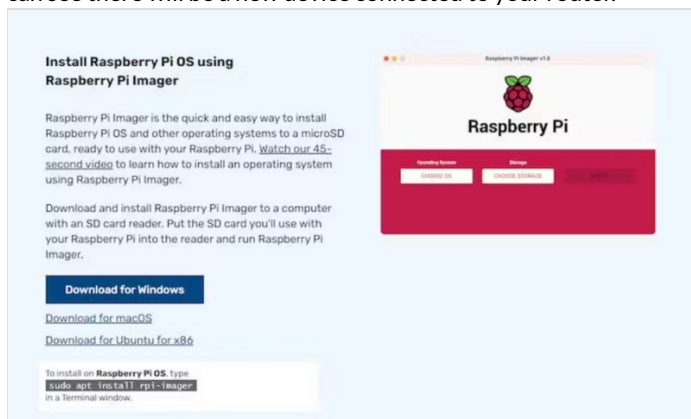 Install Raspberry Pi OS using
Raspberry Pi Imager
Raspberry Pi Imager is the quick and easy way to install
Raspberry Pi OS and other operating systems to a microSD
card, ready to use with your Raspberry Pi. Watch our 45-
second video to learn how to install an operating system
using Raspberry Pi Imager.
Download and install Raspberry Pi Imager to a computer
with an SD card reader. Put the SD card you'll use with
your Raspberry Pi into the reader and run Raspberry Pi
Imager.
Download for Windows
Download for macOS
Download for Ubuntu for x86
To install on Raspberry Pi OS, type
sudo apt install rpi-imager
in a Terminal window.
Raspberry Pi Imager v1.6
Raspberry Pi
Operating System
Storage
CHOOSE OS
CHOOSE STORAGE